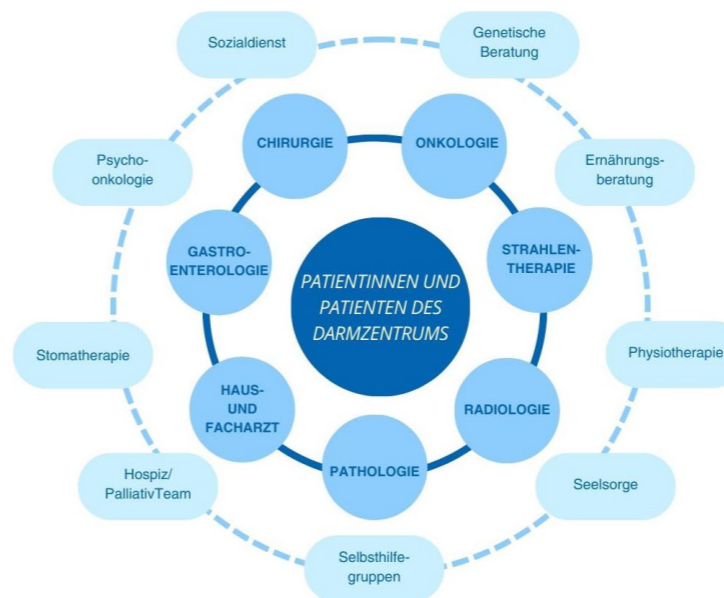 Sozialdienst
Genetische
Beratung
CHIRURGIE
ONKOLOGIE
Psycho-
onkologie
Ernährungs-
beratung
GASTRO-
ENTEROLOGIE
STRAHLEN-
THERAPIE
PATIENTINNEN UND
PATIENTEN DES
DARMZENTRUMS
Stomatherapie
Physiotherapie
HAUS-
UND
FACHARZT
RADIOLOGIE
PATHOLOGIE
Hospiz/
PalliativTeam
Seelsorge
Selbsthilfe-
gruppen